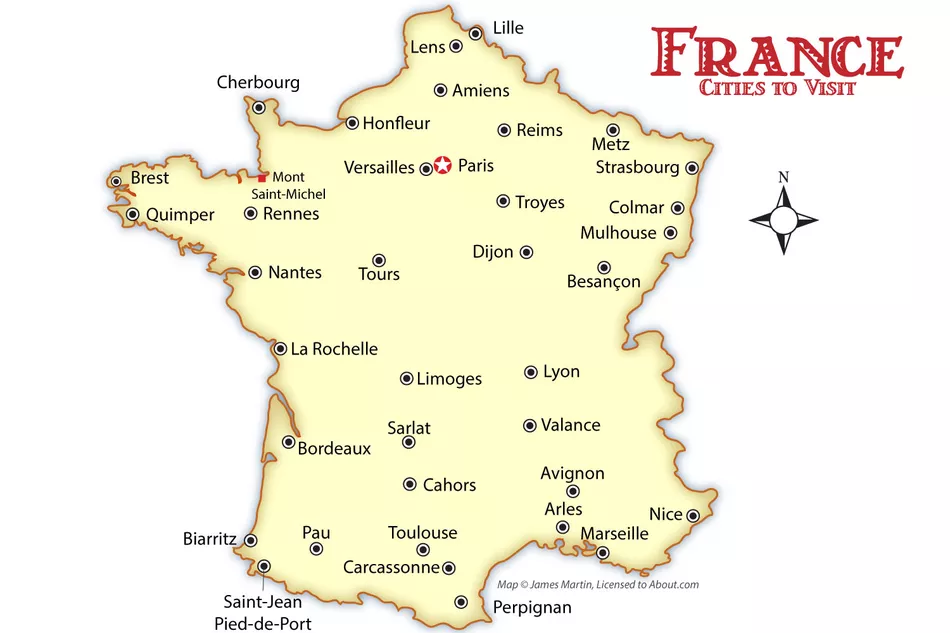 FRANCE
CITIES TO VISIT
Lille
Lens
Cherbourg
Amiens
Honfleur
Reims
Metz
Versailles
Paris
Strasbourg
Brest
Mont
Saint-Michel
N
Quimper
Rennes
Troyes
Colmar
Mulhouse
Dijon
Nantes
Tours
Besançon
La Rochelle
Limoges
Lyon
Sarlat
Valance
Bordeaux
Avignon
Cahors
Arles
Nice
Biarritz
Pau
Toulouse
Marseille
Carcassonne
Map © James Martin, Licensed to About.com
Saint-Jean
Pied-de-Port
Perpignan